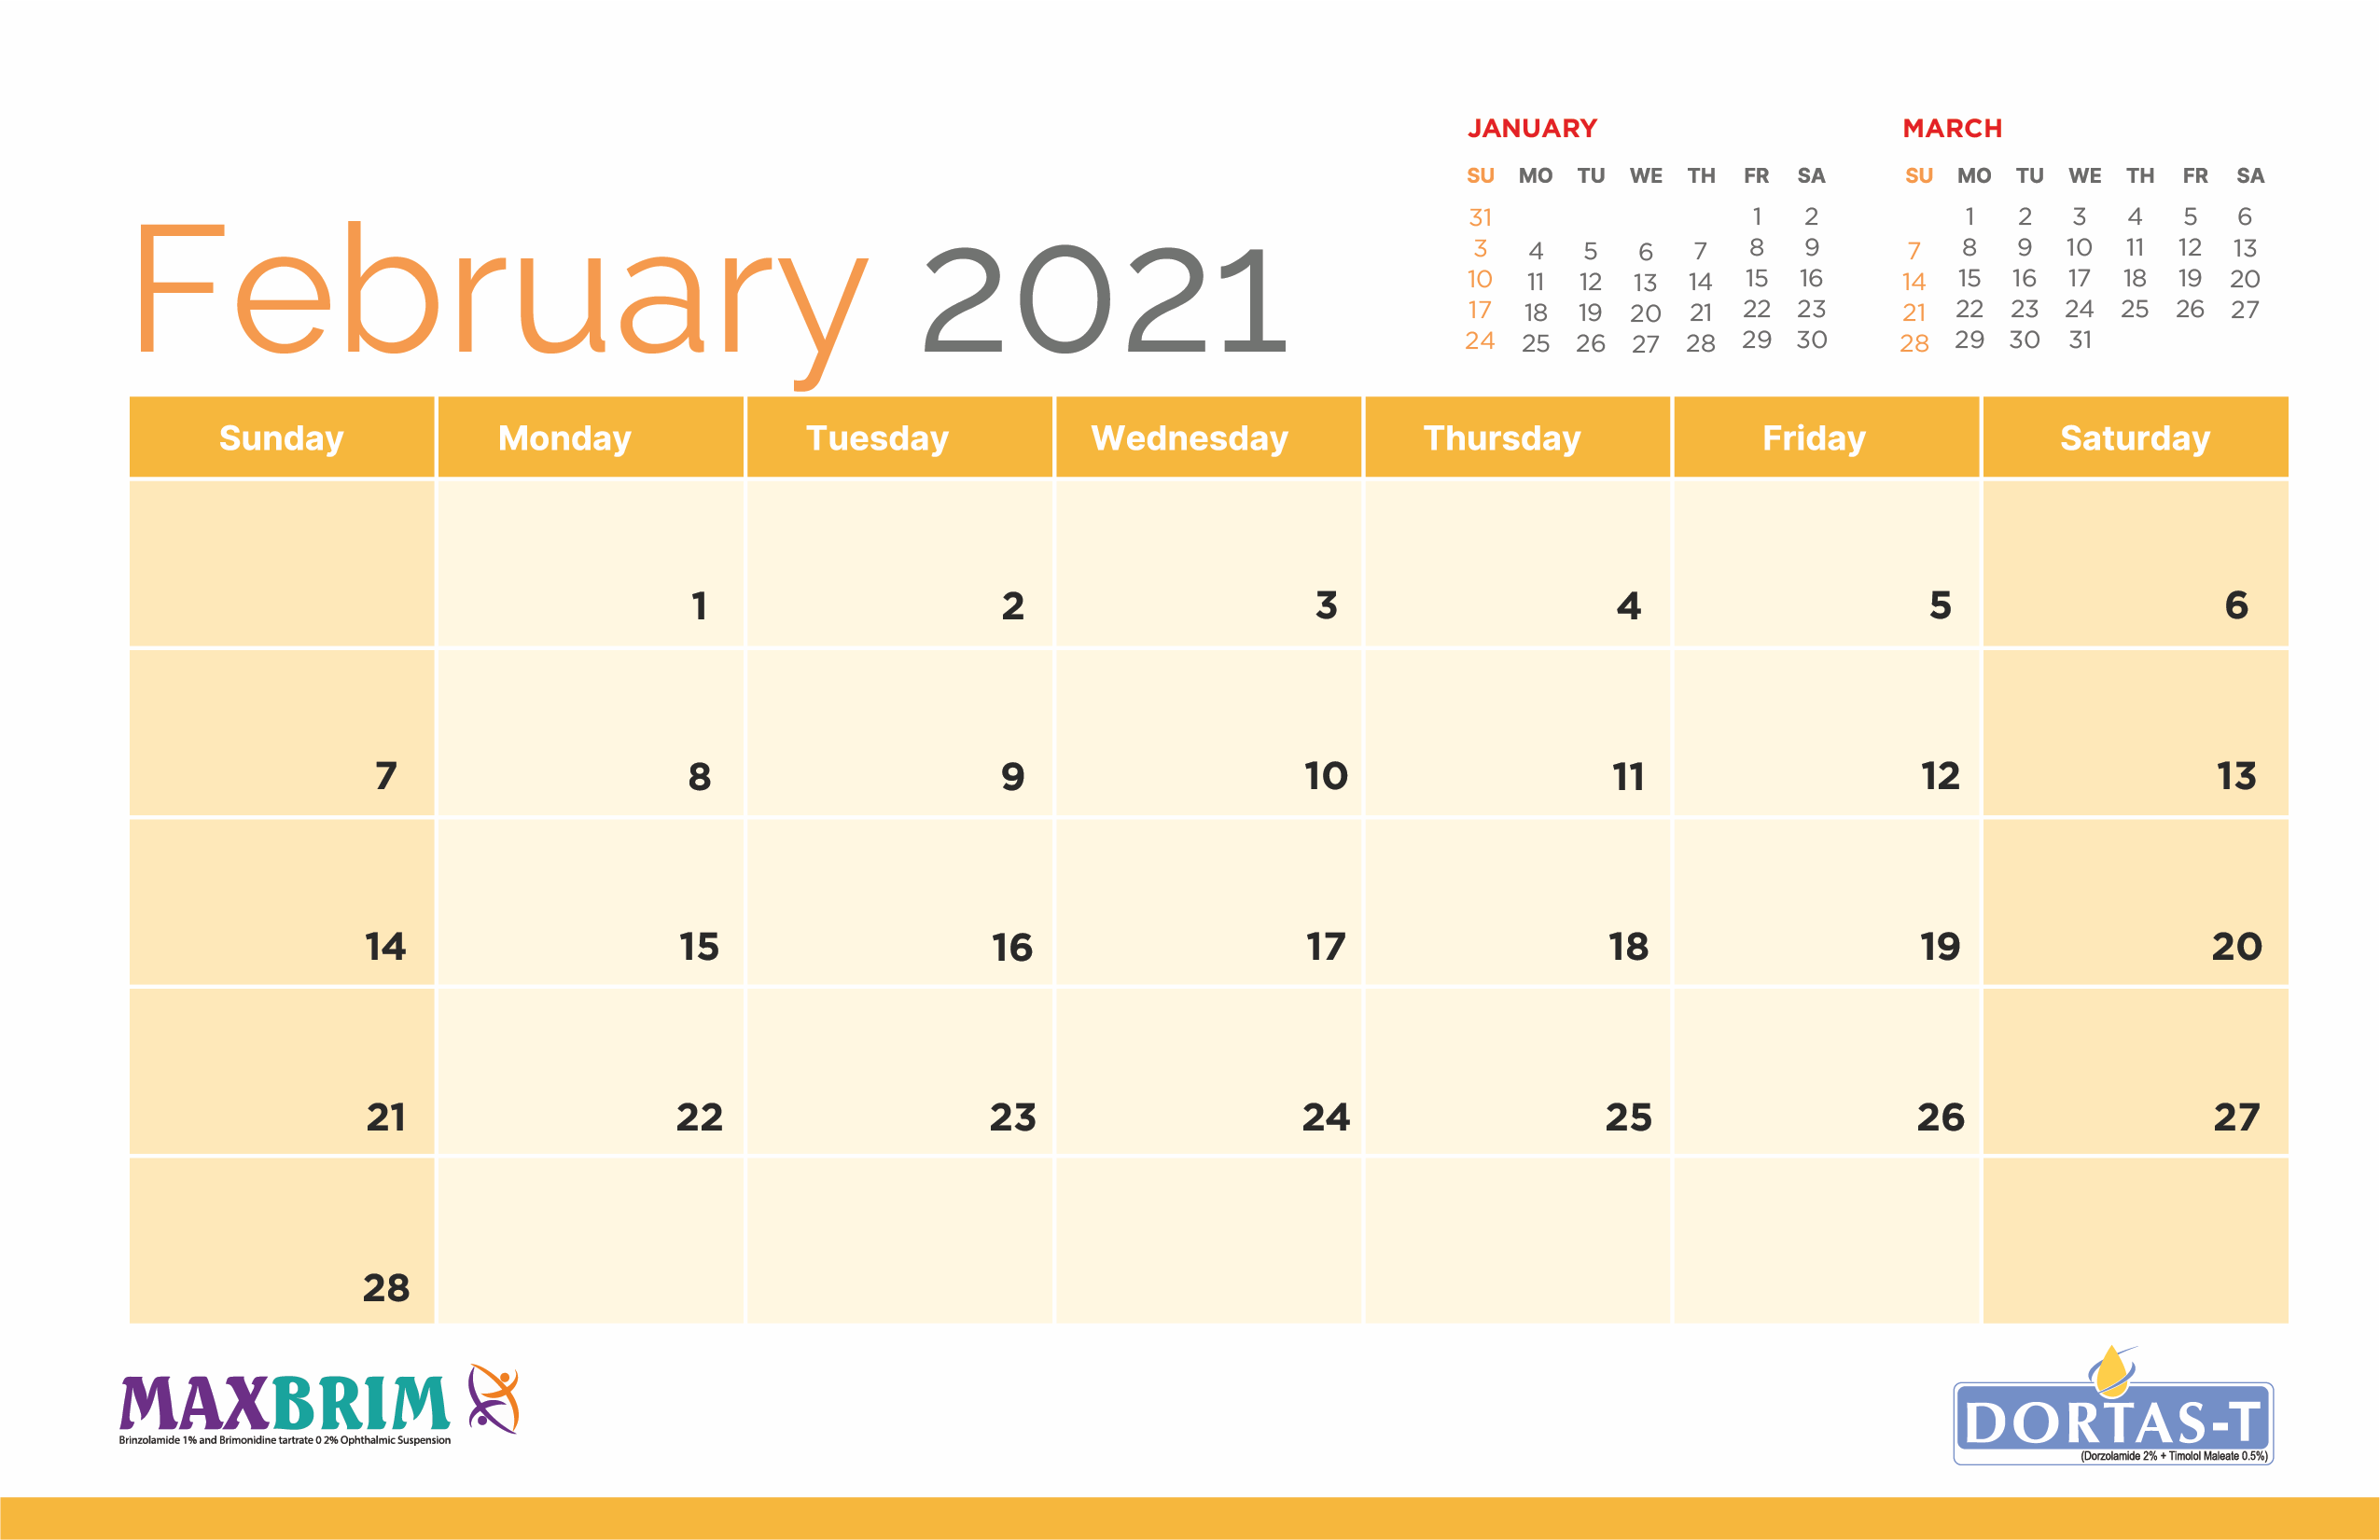 February 2021
JANUARY
SU MO TU WE TH FR SA
31 1 2
3 4 5 6 7 8 9
10 11 12 13 14 15 16
17 18 19 20 21 22 23
24 25 26 27 28 29 30
MARCH
SU MO TU WE TH FR SA
1 2 3 4 5 6
7 8 9 10 11 12 13
14 15 16 17 18 19 20
21 22 23 24 25 26 27
28 29 30 31
Sunday Monday Tuesday Wednesday Thursday Friday Saturday
1 2 3 4 5 6
7 8 9 10 11 12 13
14 15 16 17 18 19 20
21 22 23 24 25 26 27
28
MAXBRIM
Brinzolamide 1% and Brimonidine tartrate 0 2% Ophthalmic Suspension
DORTAS-T
(Dorzolamide 2% + Timolol Maleate 0.5%)